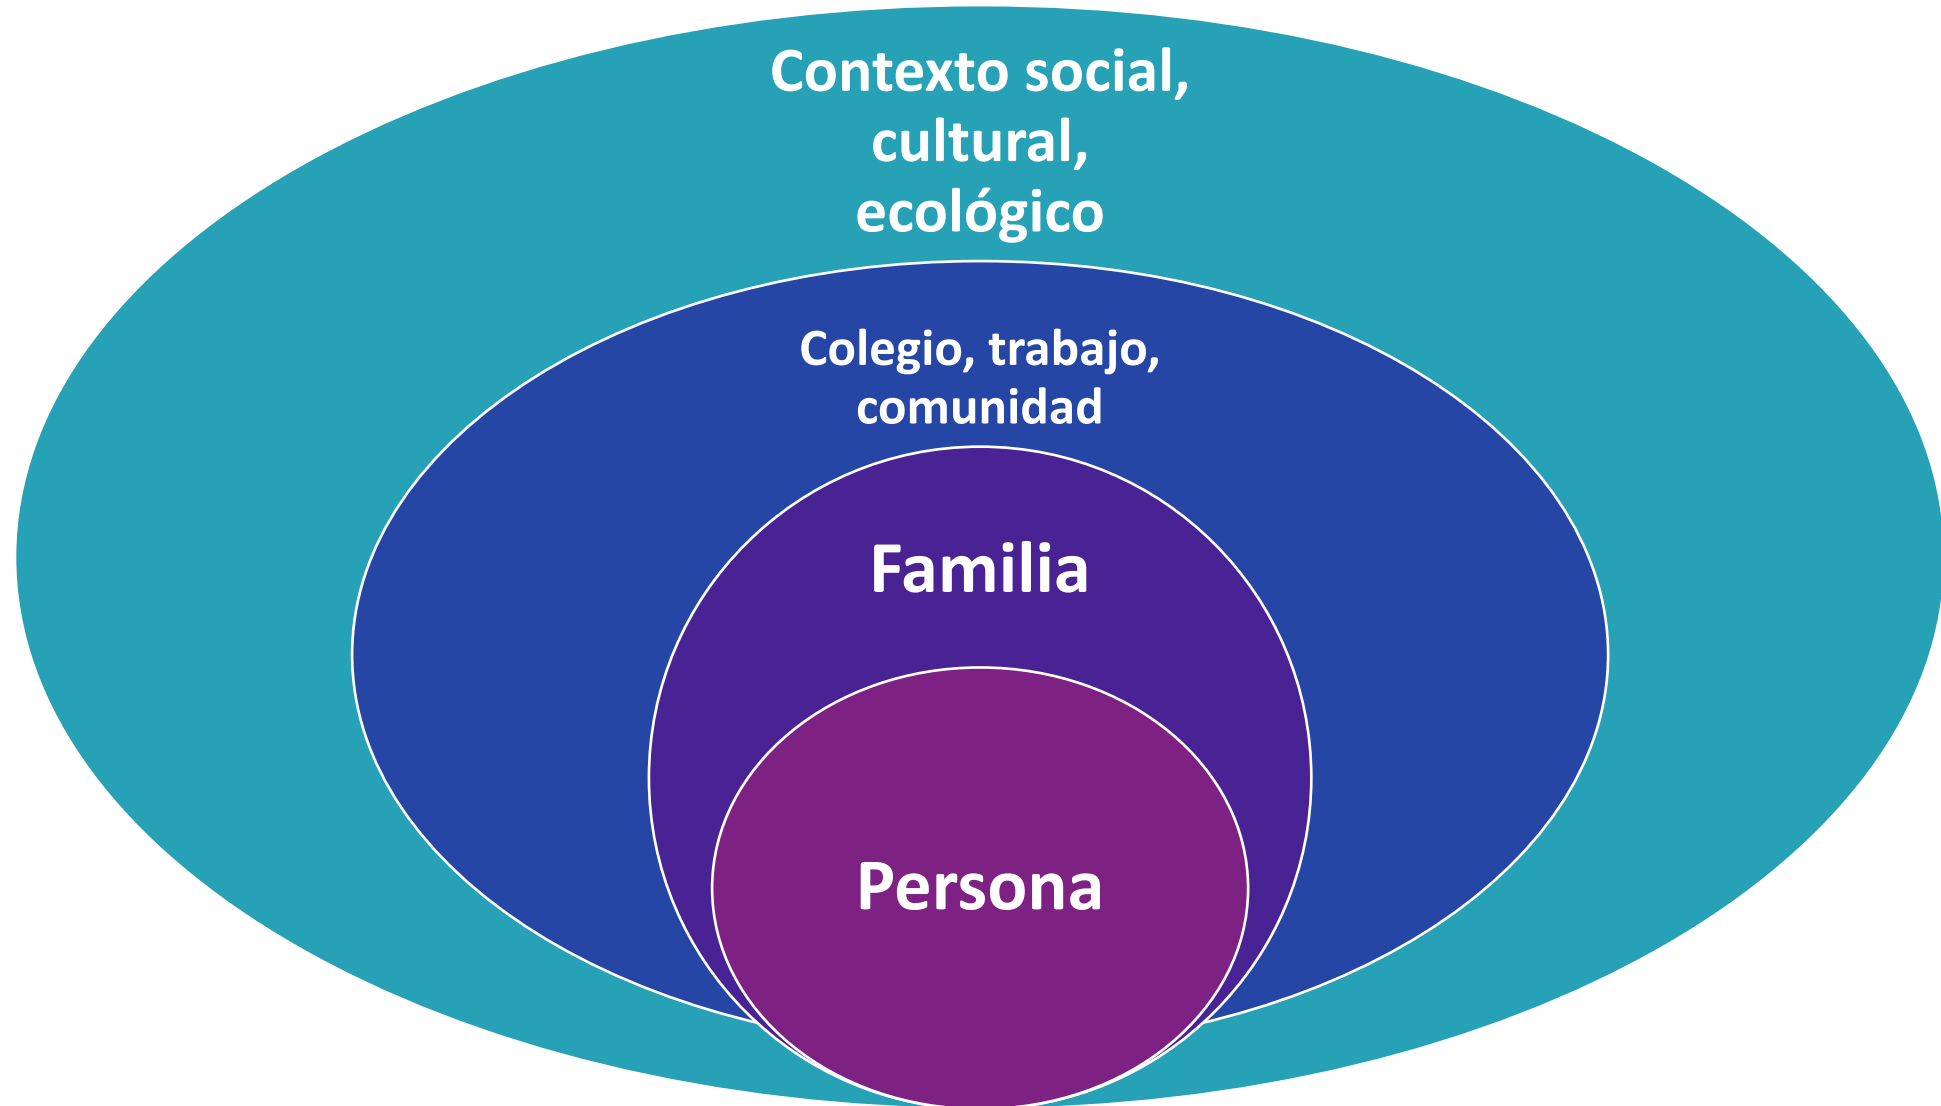 Contexto social,
cultural,
ecológico
Colegio, trabajo,
comunidad
Familia
Persona